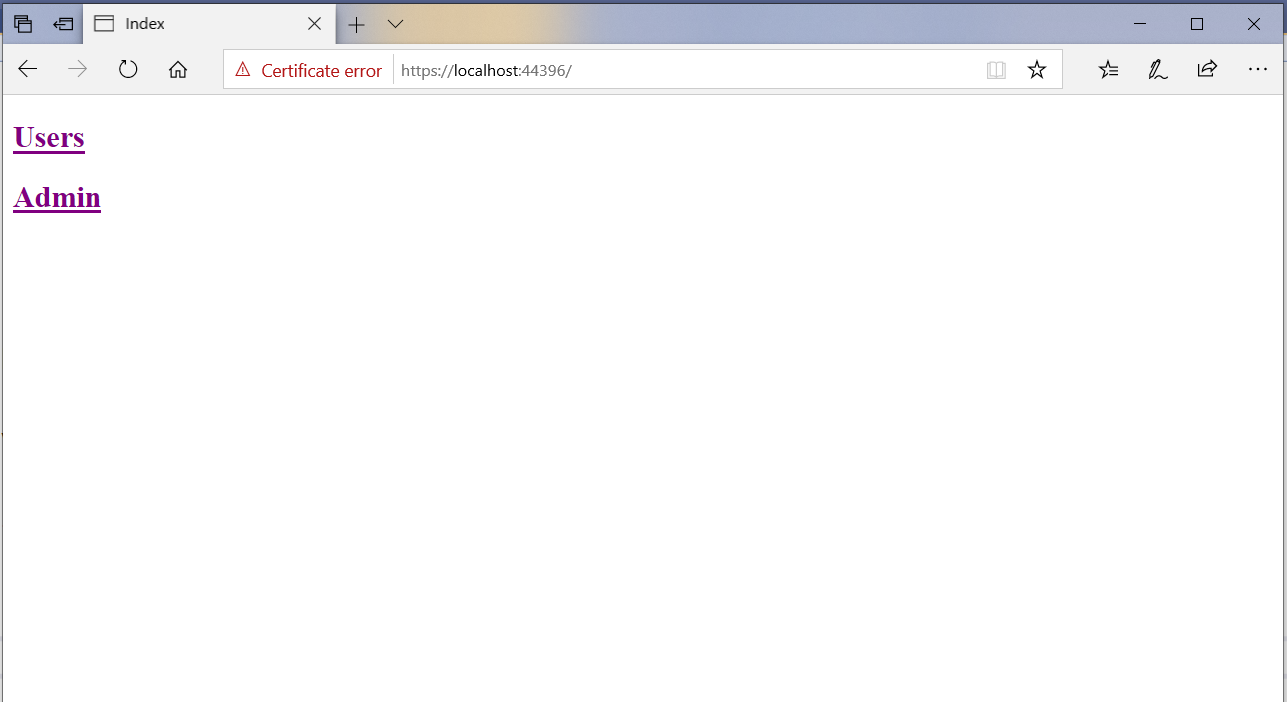 Index
Certificate error https://localhost:44396/
Users
Admin